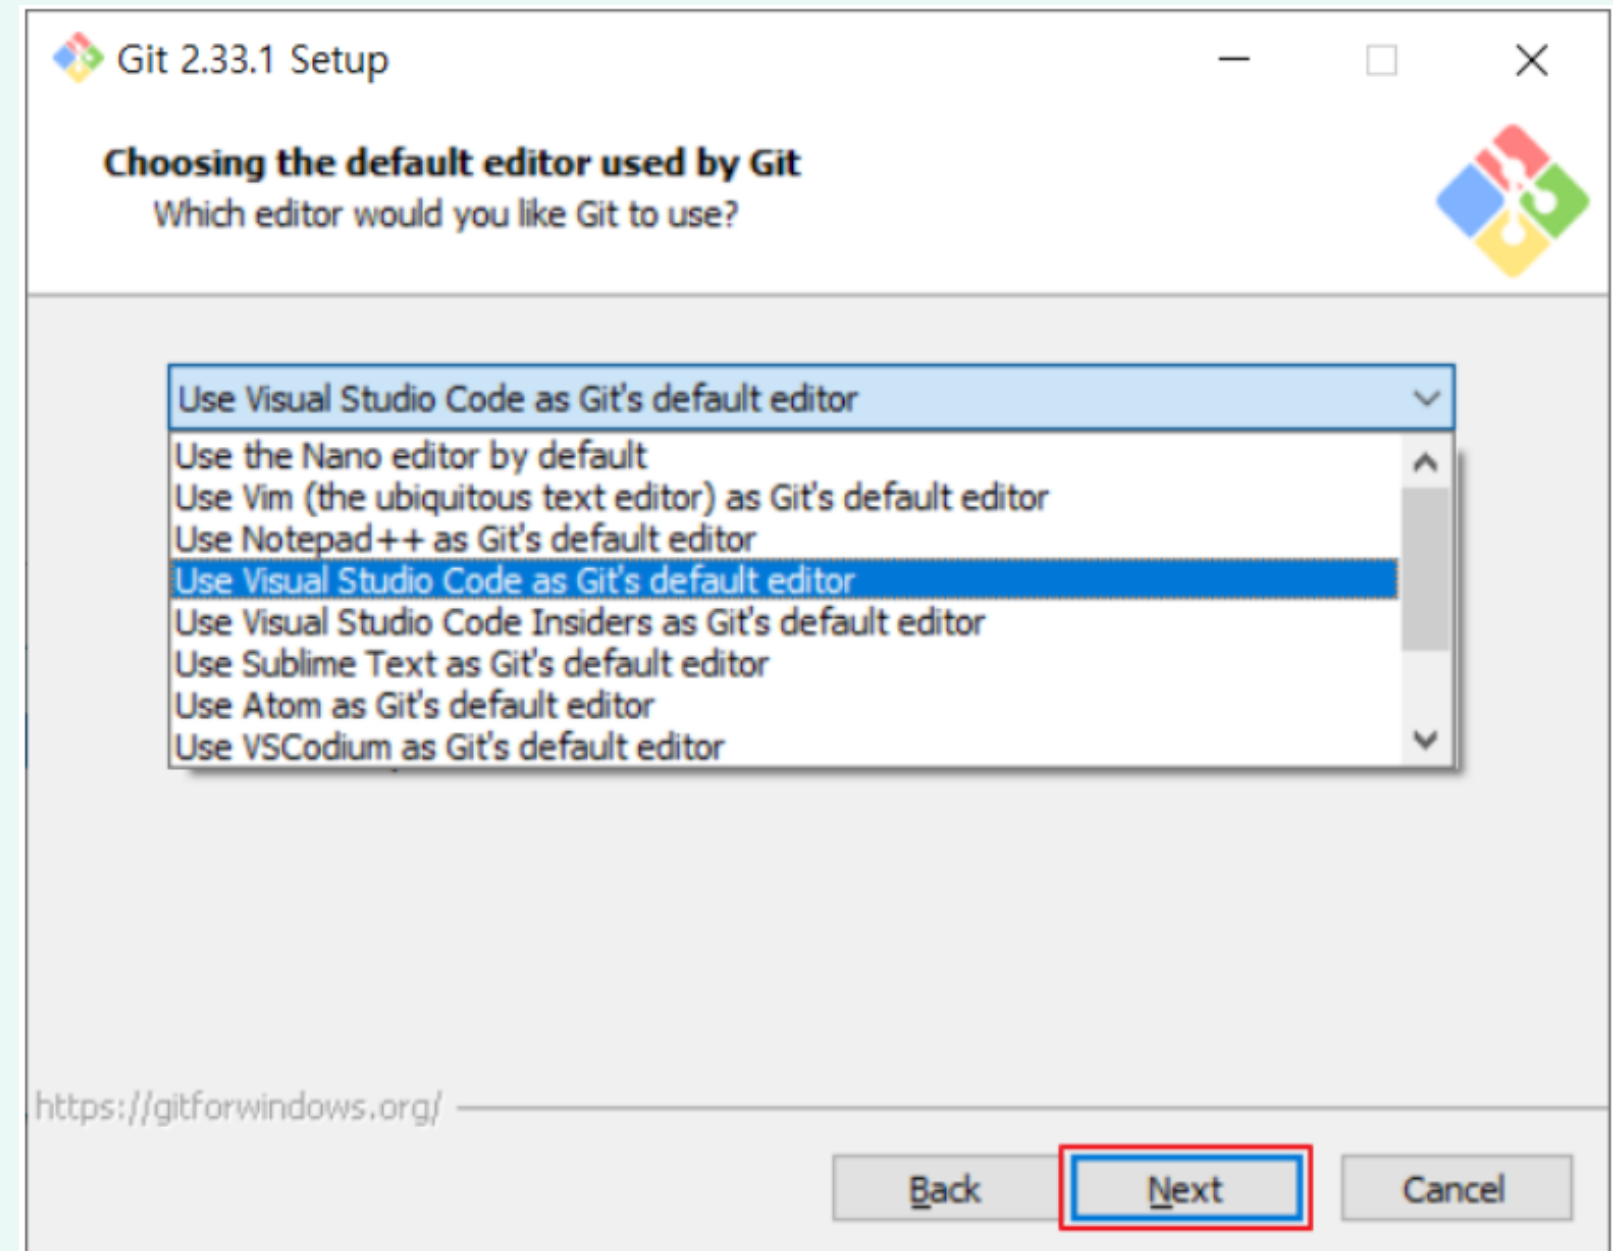 Git 2.33.1 Setup
Choosing the default editor used by Git
Which editor would you like Git to use?
Use Visual Studio Code as Git's default editor
Use the Nano editor by default
Use Vim (the ubiquitous text editor) as Git's default editor
Use Notepad++ as Git's default editor
Use Visual Studio Code as Git's default editor
Use Visual Studio Code Insiders as Git's default editor
Use Sublime Text as Git's default editor
Use Atom as Git's default editor
Use VSCodium as Git's default editor
https://gitforwindows.org/
Back Next Cancel